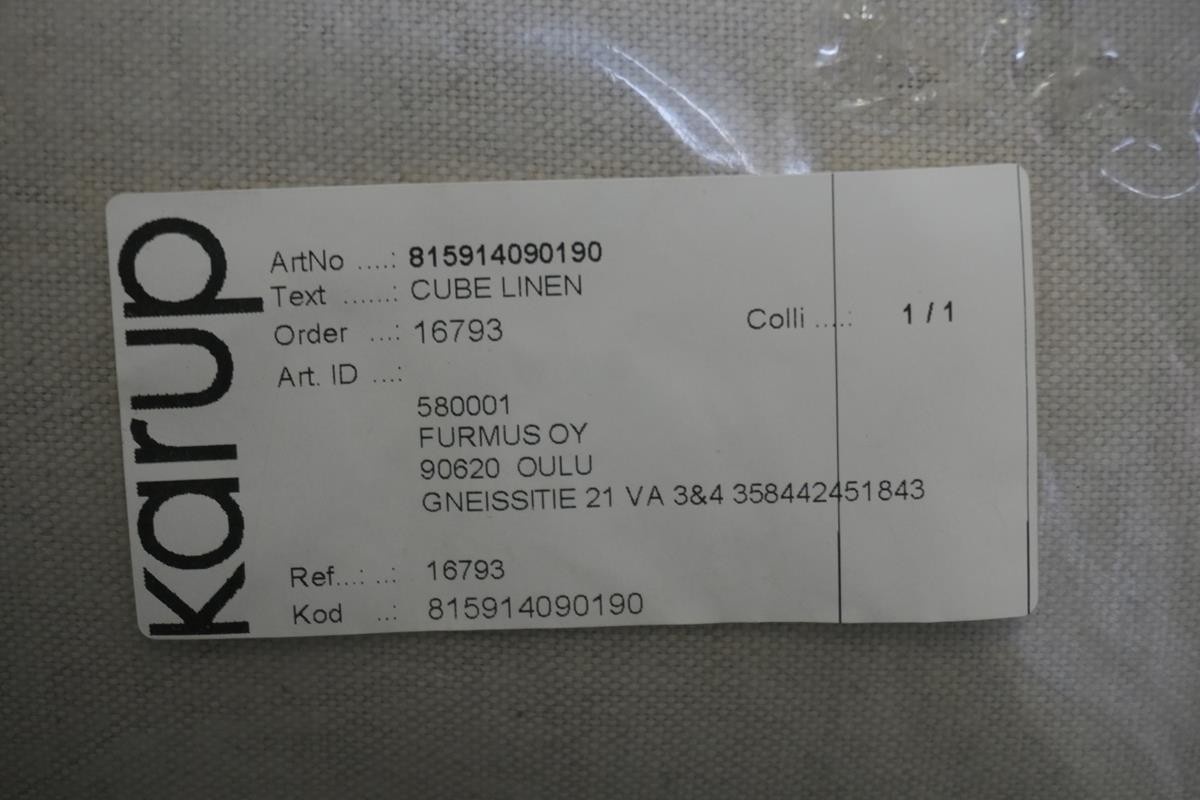 karup
ArtNo ....: 815914090190
Text ......: CUBE LINEN
Order ...: 16793
Colli ....: 1 / 1
Art. ID ...:
580001
FURMUS OY
90620 OULU
GNEISSITIE 21 VA 3&4 358442451843
Ref...: ..: 16793
Kod ..: 815914090190